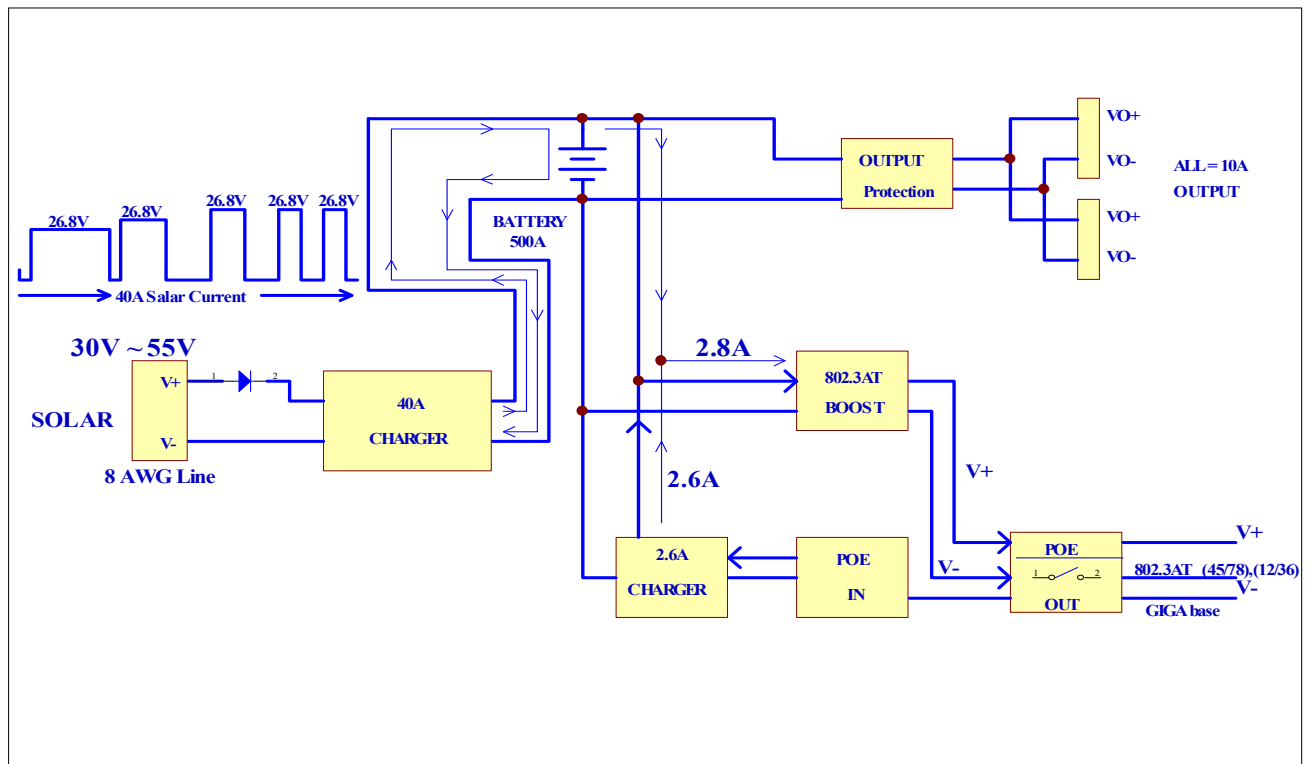 VO+
VO-
ALL = 10A
OUTPUT
VO+
VO-
OUTPUT
Protection
26.8V
26.8V
26.8V
26.8V
26.8V
40A Salar Current
BATTERY
500A
30V ~ 55V
V+
1
2
SOLAR
V-
8 AWG Line
40A
CHARGER
2.8A
802.3AT
BOOST
2.6A
V+
V-
2.6A
CHARGER
POE
IN
POE
1
2
OUT
V+
802.3AT (45/78),(12/36)
V-
GIGA base